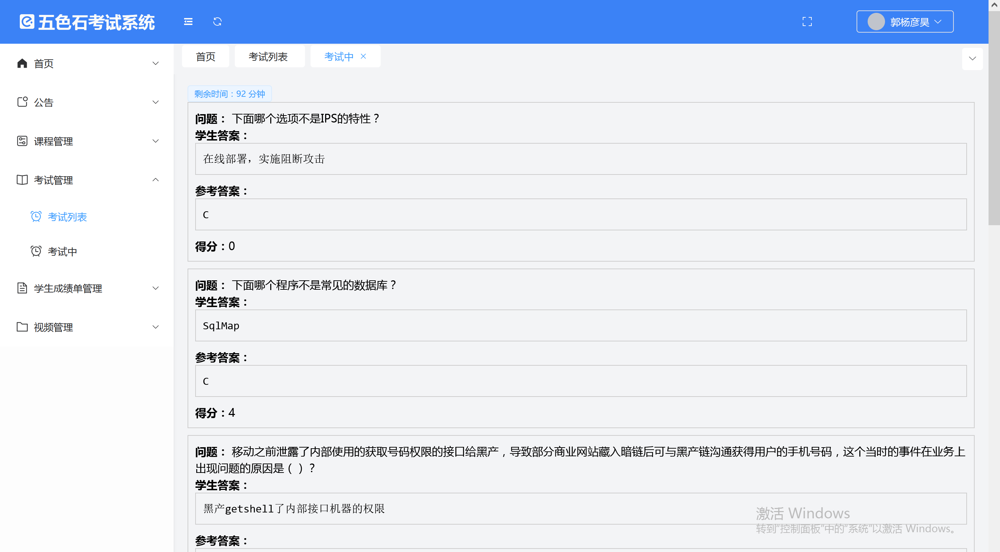 五色石考试系统
郭杨彦昊
首页
公告
课程管理
考试管理
考试列表
考试中
学生成绩单管理
视频管理
首页
考试列表
考试中
剩余时间：92 分钟
问题： 下面哪个选项不是IPS的特性？
学生答案：
在线部署，实施阻断攻击
参考答案：
C
得分：0
问题： 下面哪个程序不是常见的数据库？
学生答案：
SqlMap
参考答案：
C
得分：4
问题： 移动之前泄露了内部使用的获取号码权限的接口给黑产，导致部分商业网站藏入暗链后可与黑产链沟通获得用户的手机号码，这个当时的事件在业务上
出现问题的原因是（ ）？
学生答案：
黑产getshell了内部接口机器的权限
参考答案：
激活 Windows
转到"控制面板"中的"系统"以激活 Windows。